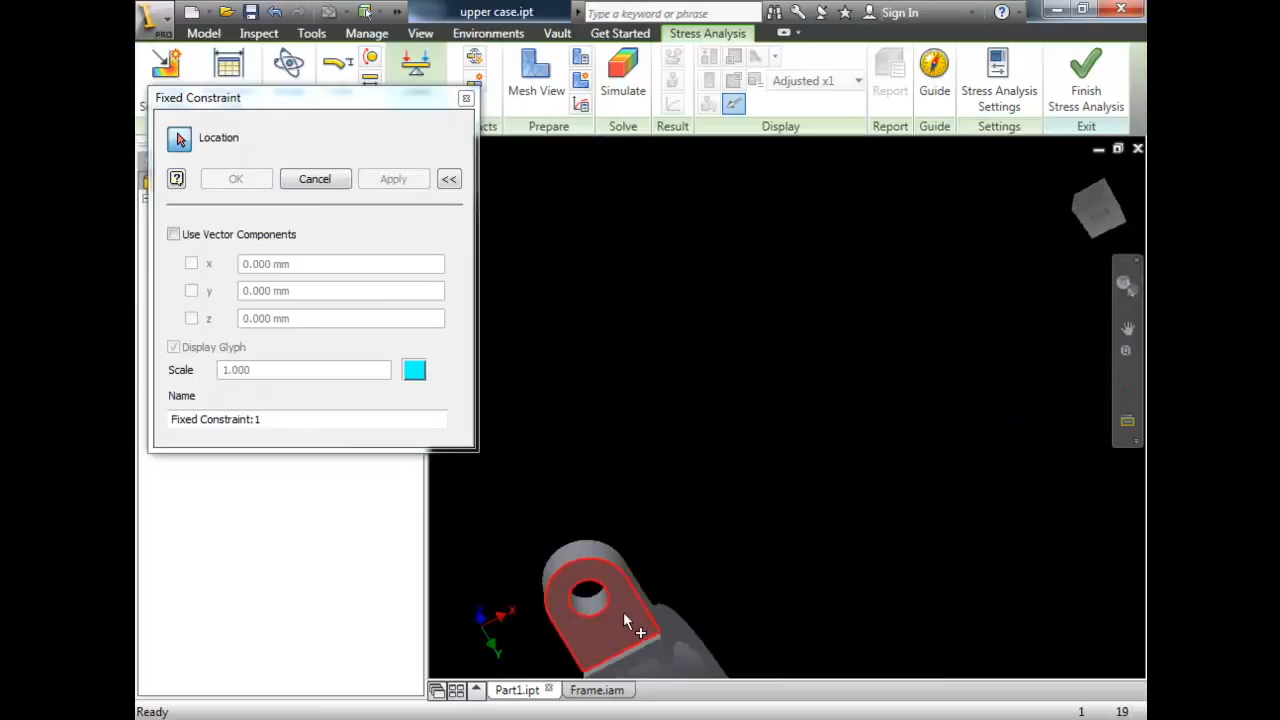 upper case.ipt
Type a keyword or phrase
Sign In
PRO
Model
Inspect
Tools
Manage
View
Environments
Vault
Get Started
Stress Analysis
Mesh View
Simulate
Adjusted x1
Report
Guide
Stress Analysis
Settings
Finish
Stress Analysis
Prepare
Solve
Result
Display
Report
Guide
Settings
Exit
Fixed Constraint
Location
OK
Cancel
Apply
<<
Use Vector Components
x
0.000 mm
y
0.000 mm
z
0.000 mm
Display Glyph
Scale
1.000
Name
Fixed Constraint:1
X
Y
Part1.ipt
Frame.iam
Ready
1
19